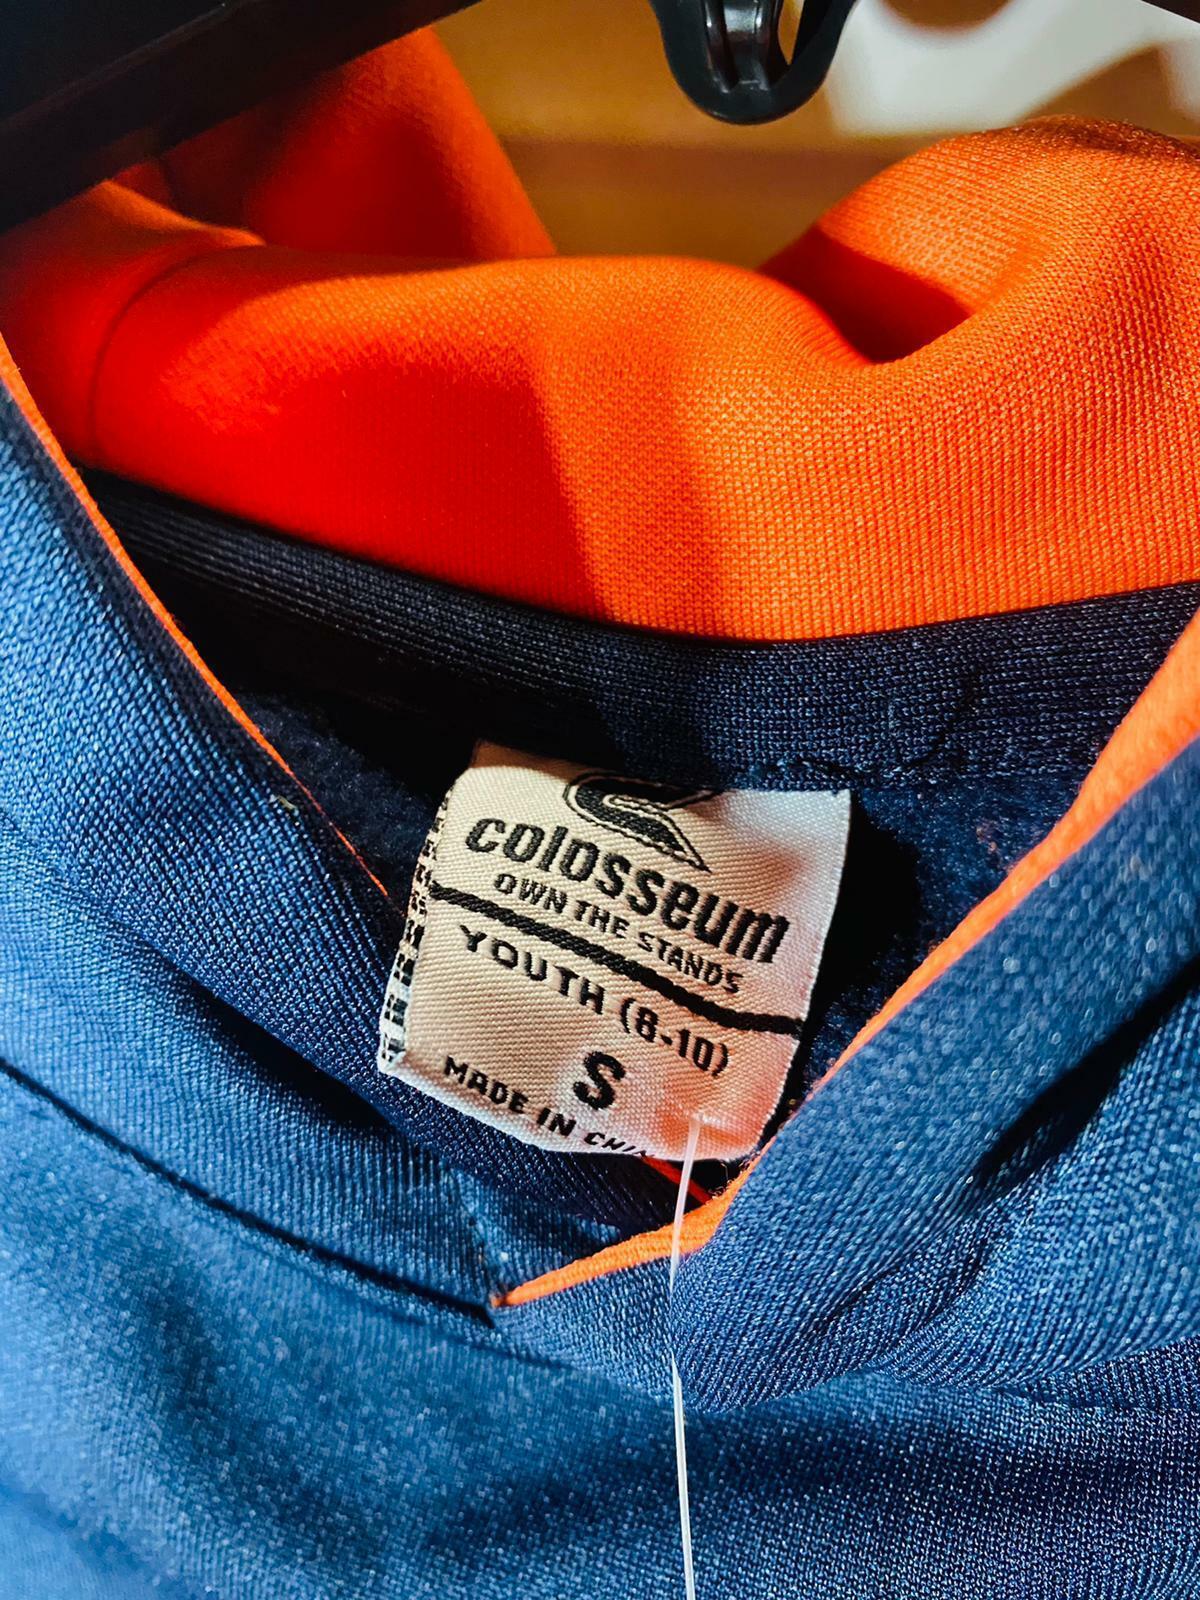 colosseum
OWN THE STANDS
YOUTH (8-10)
S
MADE IN